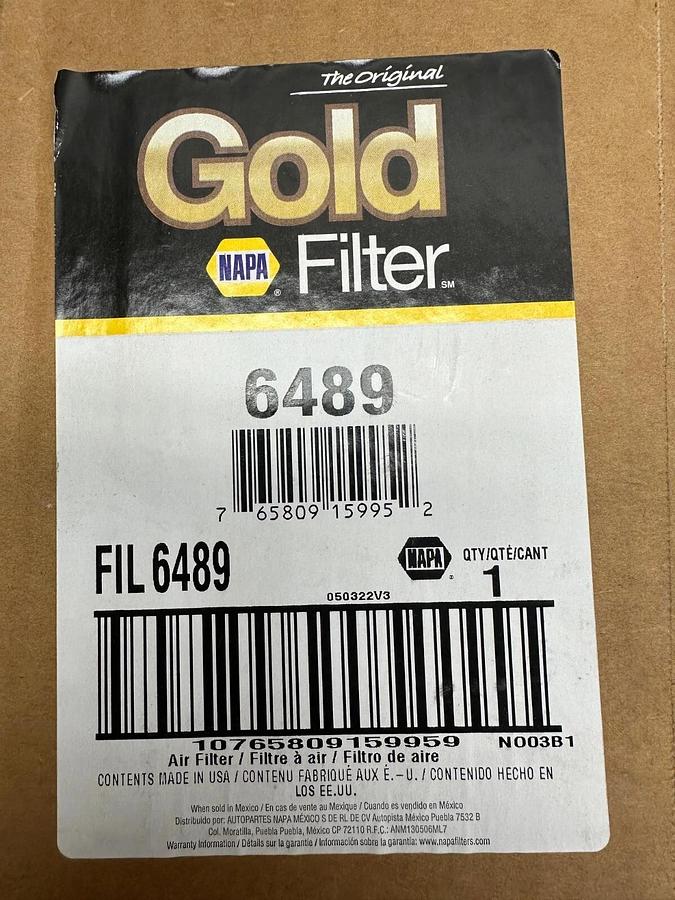 The Original
Gold
NAPA ® Filter SM
6489
7 65809 15995 2
FIL 6489
NAPA ®
QTY/QTÉ/CANT
1
050322V3
10765809159959
N003B1
Air Filter / Filtre à air / Filtro de aire
CONTENTS MADE IN USA / CONTENU FABRIQUÉ AUX É.-U. / CONTENIDO HECHO EN
LOS EE.UU.
When sold in Mexico / En cas de vente au Mexique / Cuando es vendido en México
Distribuido por: AUTOPARTES NAPA MÉXICO S DE RL DE CV Autopista México Puebla 7532 B
Col. Moratilla, Puebla Puebla, México CP 72110 R.F.C.: ANM130506ML7
Warranty Information / Détails sur la garantie / Información sobre la garantía: www.napafilters.com